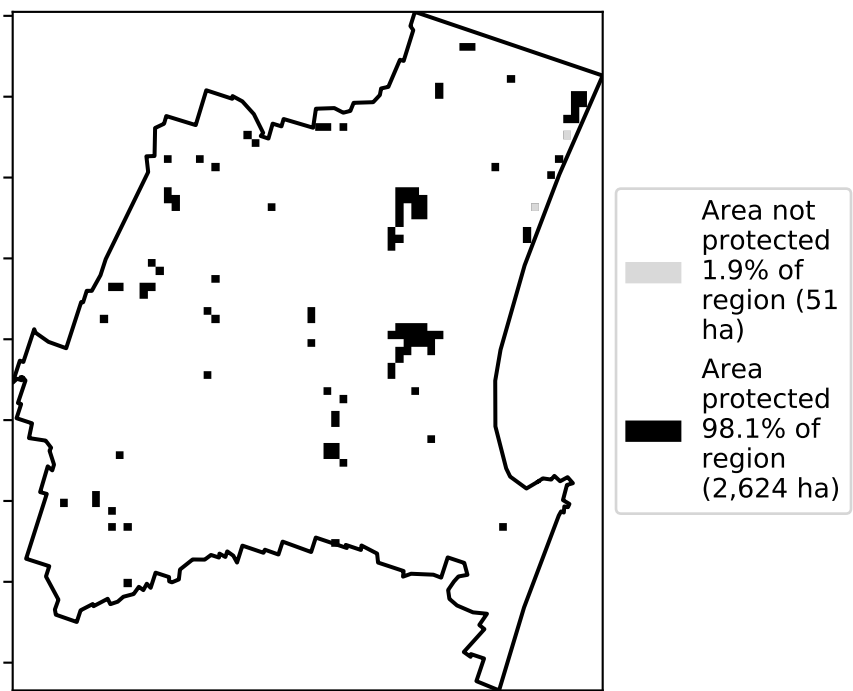 Area not
protected
1.9% of
region (51
ha)
Area
protected
98.1% of
region
(2,624 ha)